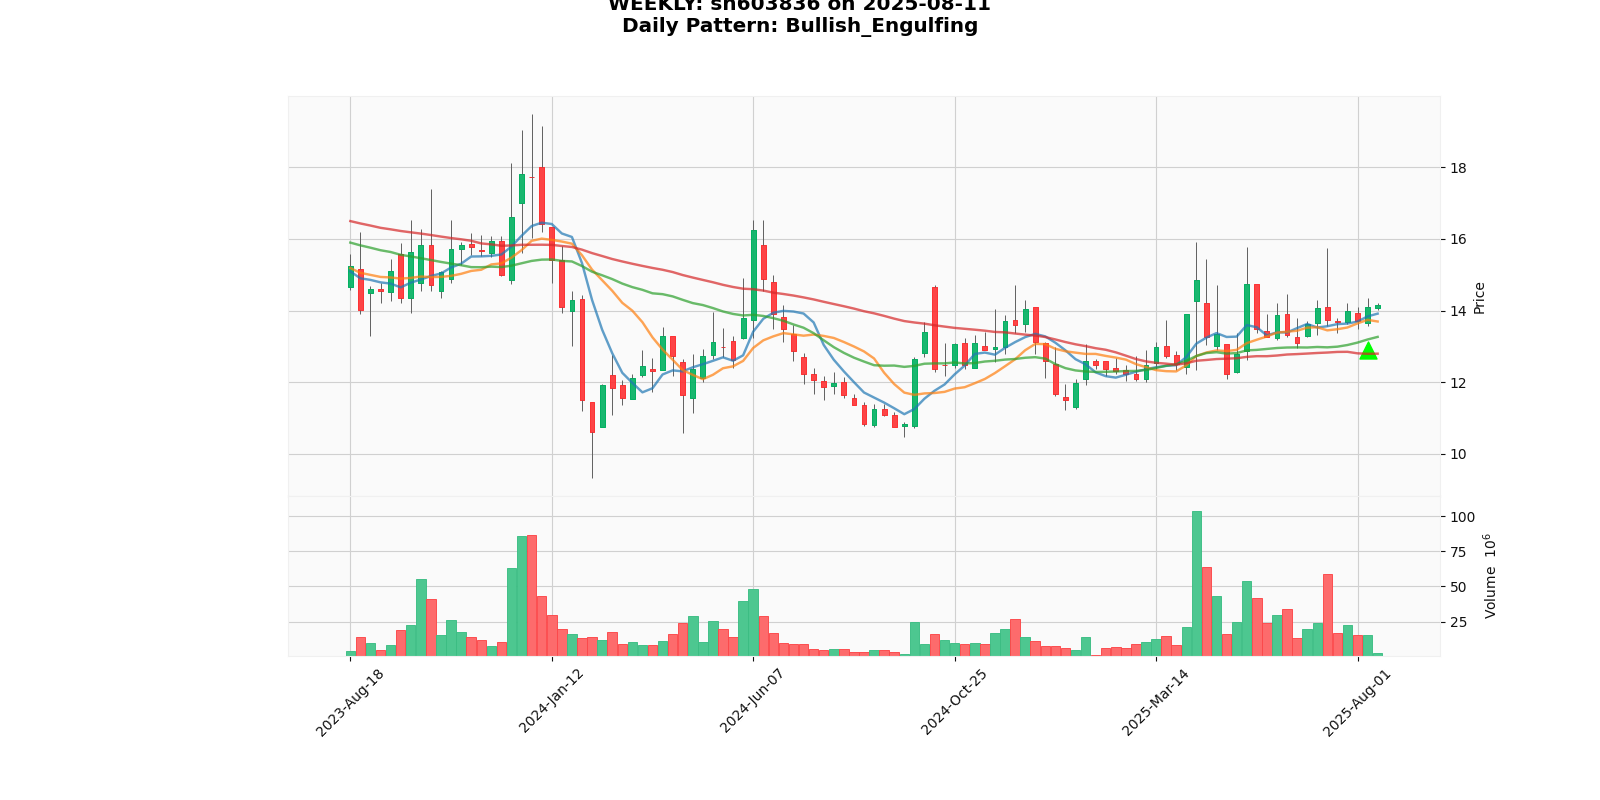 WEEKLY: sh603836 on 2025-08-11
Daily Pattern: Bullish_Engulfing
18
16
14
12
10
Price
100
75
50
25
Volume 10⁶
2023-Aug-18
2024-Jan-12
2024-Jun-07
2024-Oct-25
2025-Mar-14
2025-Aug-01